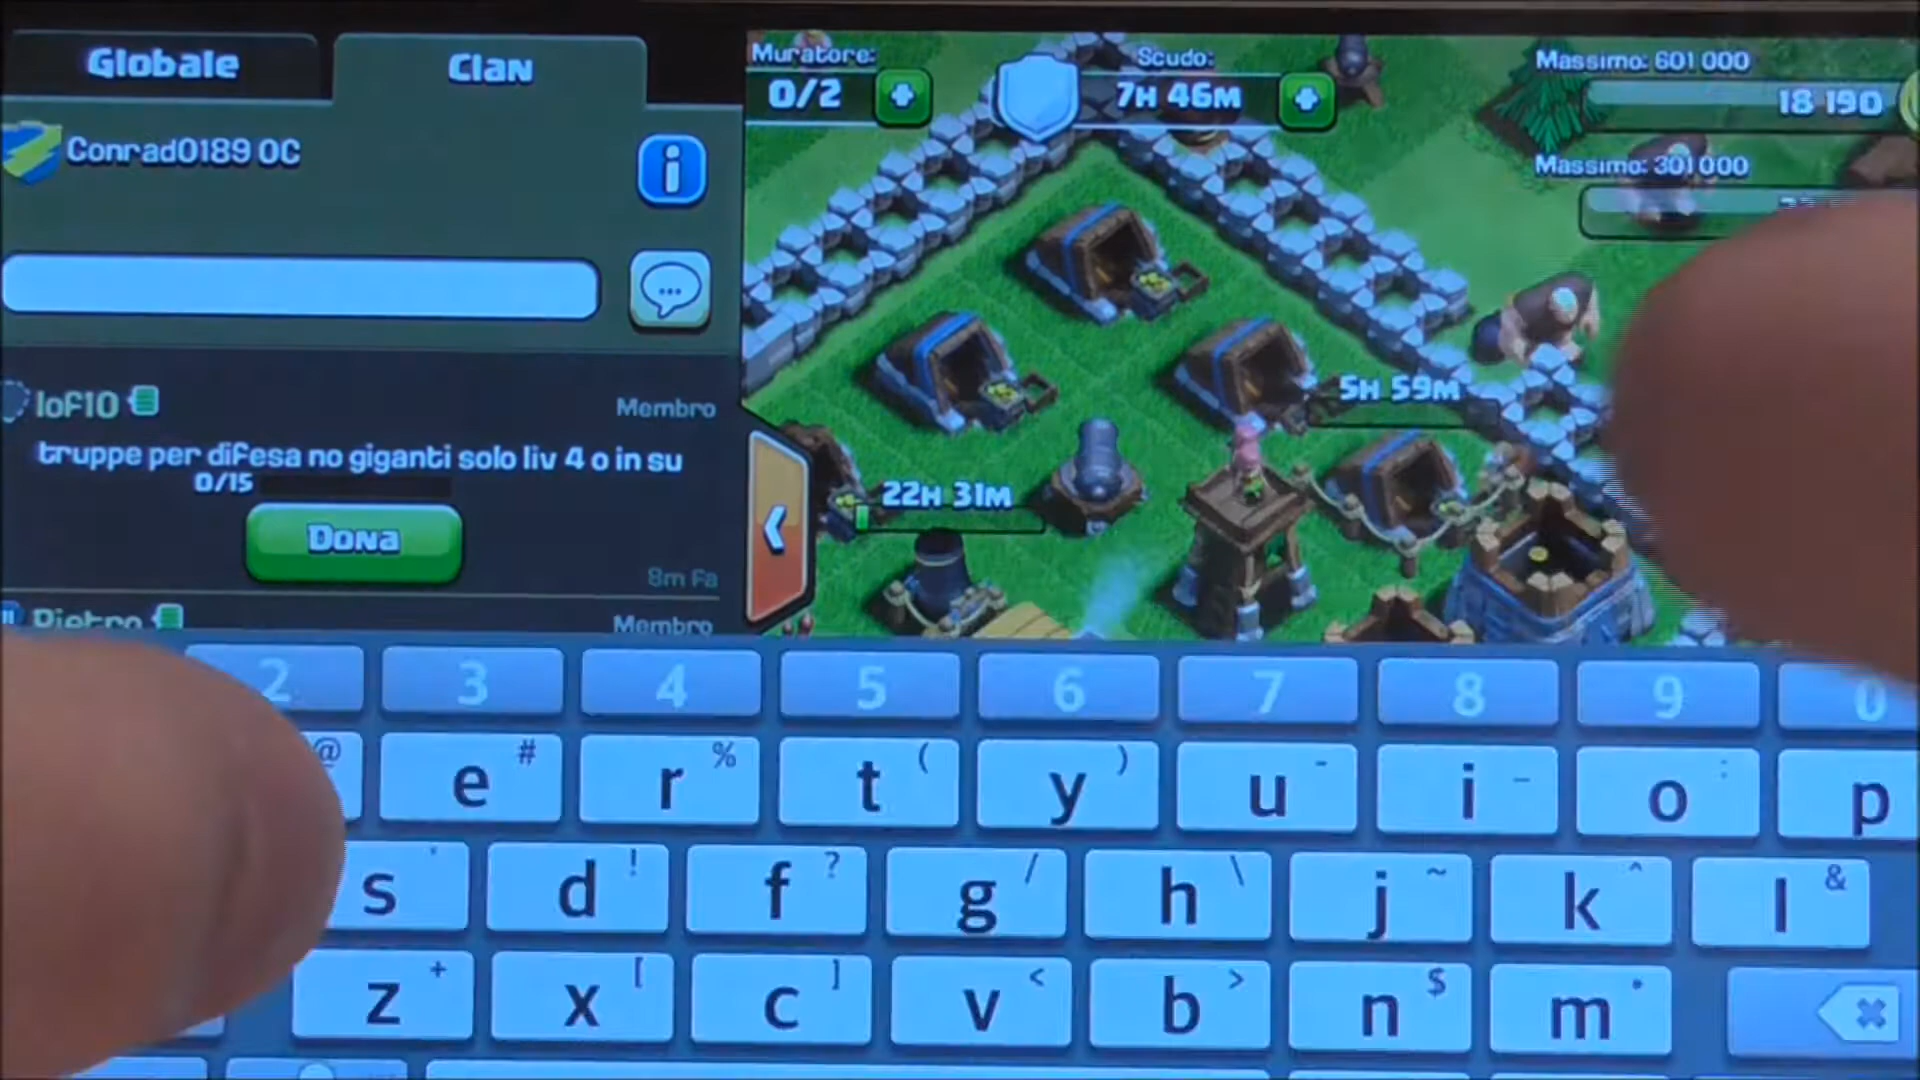 Globale
Clan
Conrad0189 OC
lof10
Membro
truppe per difesa no giganti solo liv 4 o in su
0/15
Dona
8m Fa
Pietro
Membro
Muratore:
0/2
Scudo:
7H 46M
Massimo: 601 000
18 190
Massimo: 301 000
5H 59M
22H 31M
2 3 4 5 6 7 8 9 0
@ # % ( ) - _ :
e r t y u i o p
' ! ? / \ ~ ^ &
s d f g h j k l
+ [ ] < > $
z x c v b n m